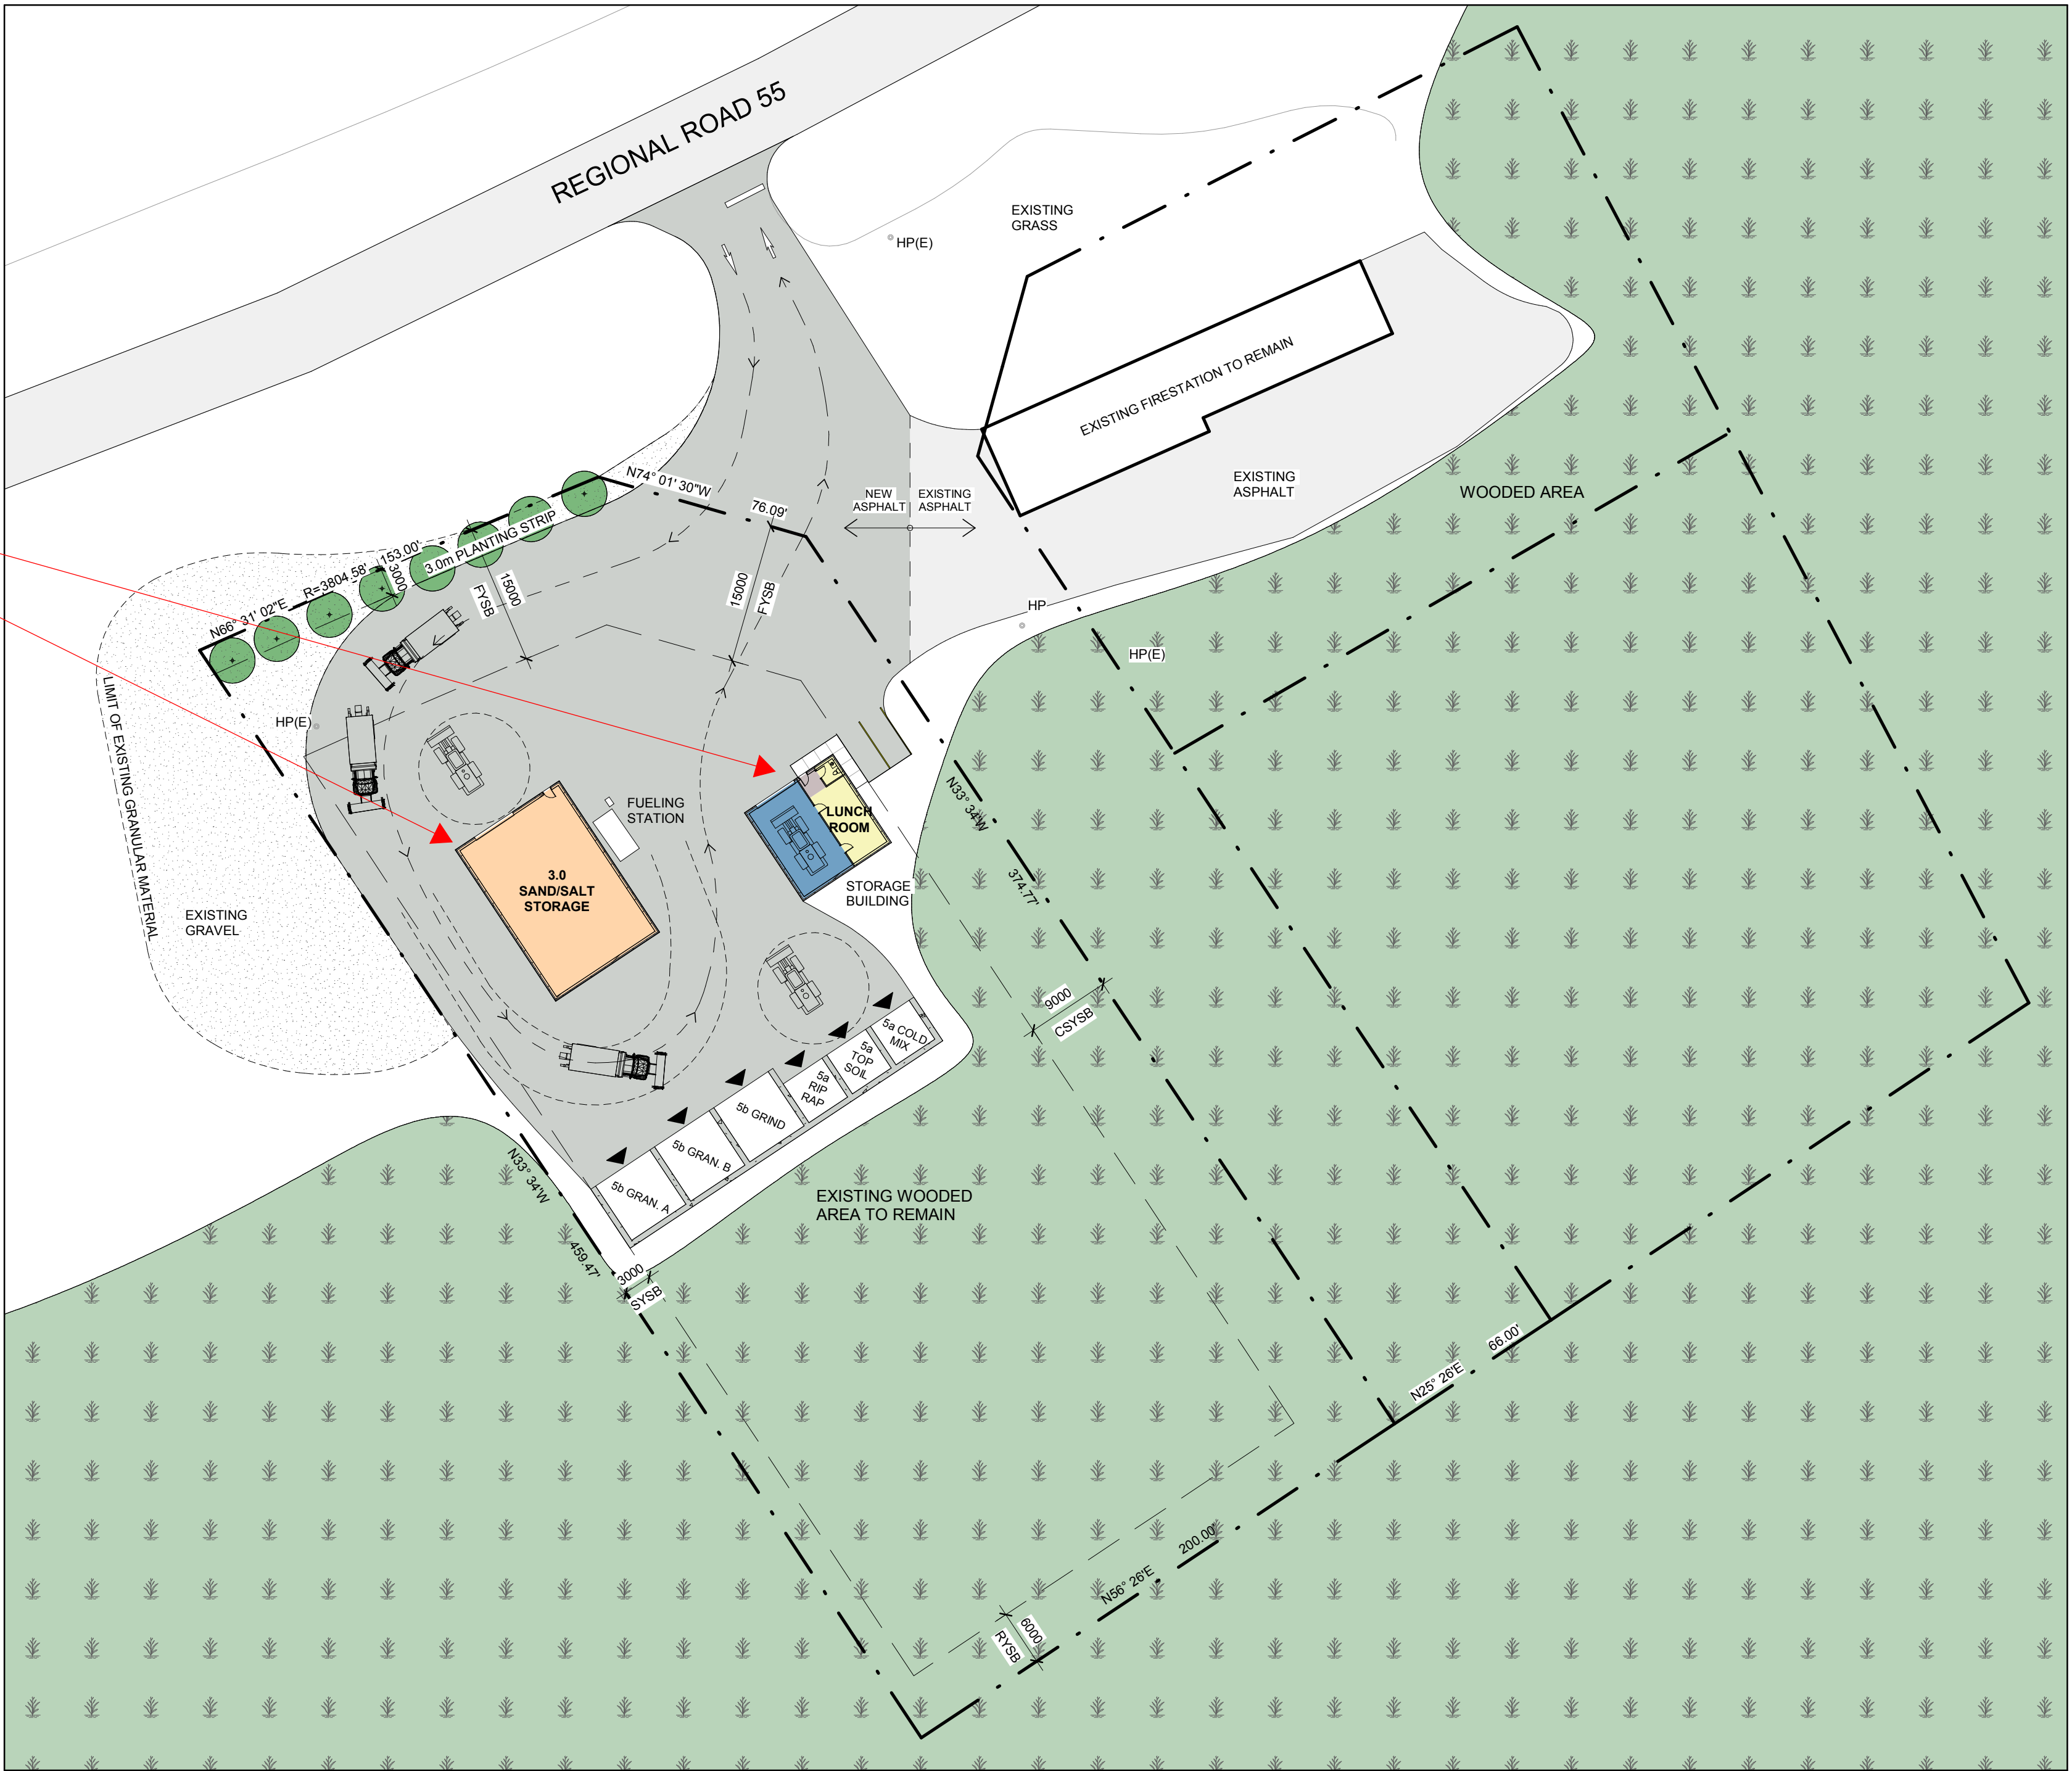 REGIONAL ROAD 55
EXISTING
GRASS
HP(E)
EXISTING FIRESTATION TO REMAIN
EXISTING
ASPHALT
WOODED AREA
N74° 01' 30"W
76.09'
NEW
ASPHALT
EXISTING
ASPHALT
3.0m PLANTING STRIP
153.00'
R=3804.58'
N66° 31' 02"E
3000
15000
FYSB
15000
FYSB
HP
HP(E)
HP(E)
LIMIT OF EXISTING GRANULAR MATERIAL
EXISTING
GRAVEL
FUELING
STATION
LUNCH
ROOM
3.0
SAND/SALT
STORAGE
STORAGE
BUILDING
N33° 34'W
374.77'
9000
CSYSB
5a COLD
MIX
5a
TOP
SOIL
5a
RIP
RAP
5b GRIND
5b GRAN. B
5b GRAN. A
EXISTING WOODED
AREA TO REMAIN
N33° 34'W
459.47'
3000
SYSB
66.00'
N25° 26'E
200.00'
N56° 26'E
6000
RYSB